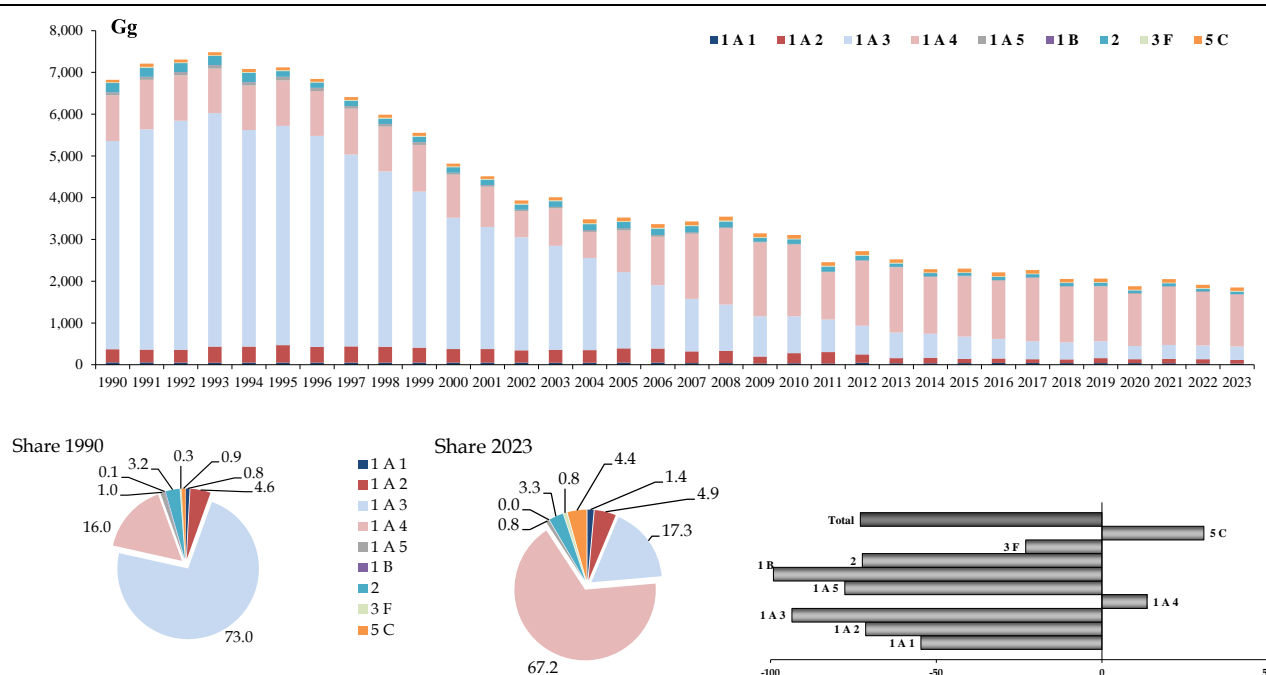 Gg
1 A 1 1 A 2 1 A 3 1 A 4 1 A 5 1 B 2 3 F 5 C
8,000
7,000
6,000
5,000
4,000
3,000
2,000
1,000
0
1990 1991 1992 1993 1994 1995 1996 1997 1998 1999 2000 2001 2002 2003 2004 2005 2006 2007 2008 2009 2010 2011 2012 2013 2014 2015 2016 2017 2018 2019 2020 2021 2022 2023
Share 1990
0.1
3.2
0.3
0.9
0.8
1.0
4.6
16.0
73.0
1 A 1
1 A 2
1 A 3
1 A 4
1 A 5
1 B
2
3 F
5 C
Share 2023
0.0
3.3
0.8
4.4
1.4
0.8
4.9
17.3
67.2
Total
5 C
3 F
2
1 B
1 A 5
1 A 4
1 A 3
1 A 2
1 A 1
-100 -50 0